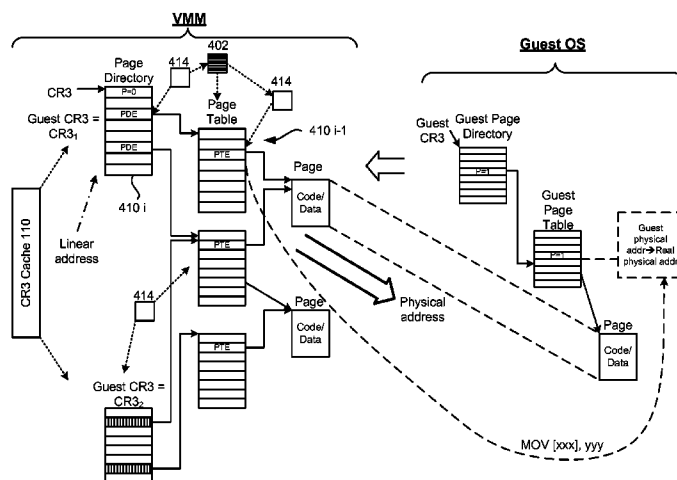 VMM
Guest OS
414
402
414
Page
Directory
CR3
P=0
Guest CR3 =
CR3₁
PDE
PDE
Page
Table
410 i-1
PTE
Page
Code/
Data
410 i
Linear
address
CR3 Cache 110
PTE
414
Page
Code/
Data
Physical
address
PTE
Guest CR3 =
CR3₂
Guest
CR3
Guest Page
Directory
P=1
Guest
Page
Table
P=1
Guest
physical
addr→Real
physical addr
Page
Code/
Data
MOV [xxx], yyy